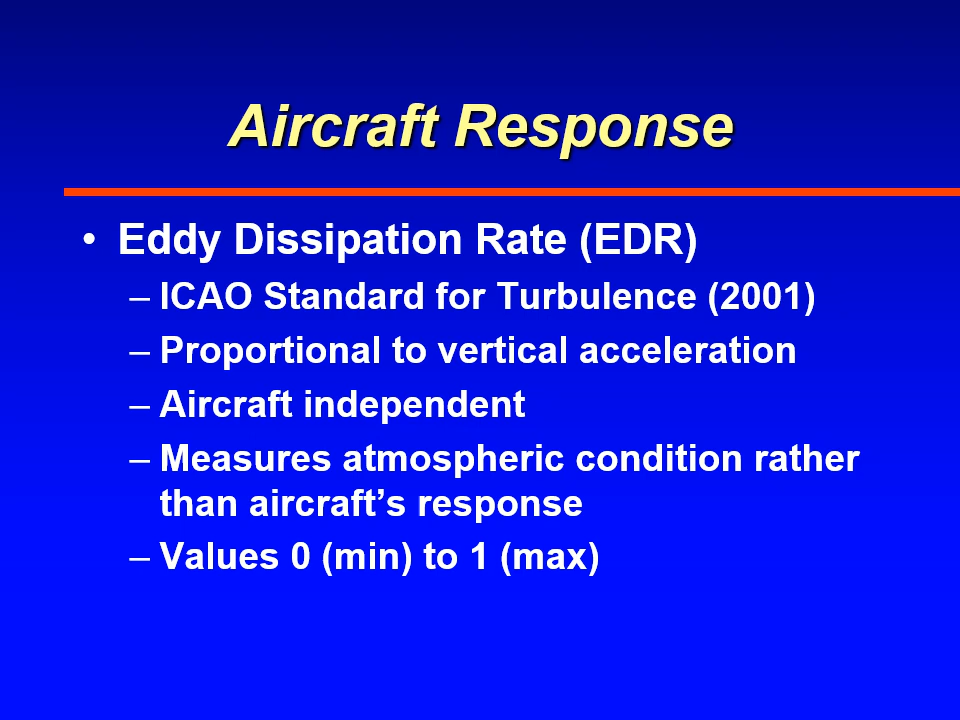 Aircraft Response
• Eddy Dissipation Rate (EDR)
– ICAO Standard for Turbulence (2001)
– Proportional to vertical acceleration
– Aircraft independent
– Measures atmospheric condition rather
than aircraft’s response
– Values 0 (min) to 1 (max)